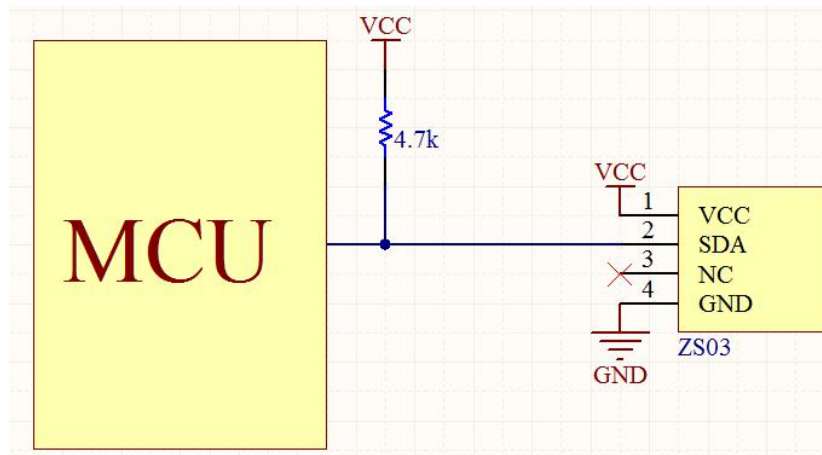 VCC
4.7k
MCU
VCC
1 VCC
2 SDA
3 NC
4 GND
ZS03
GND